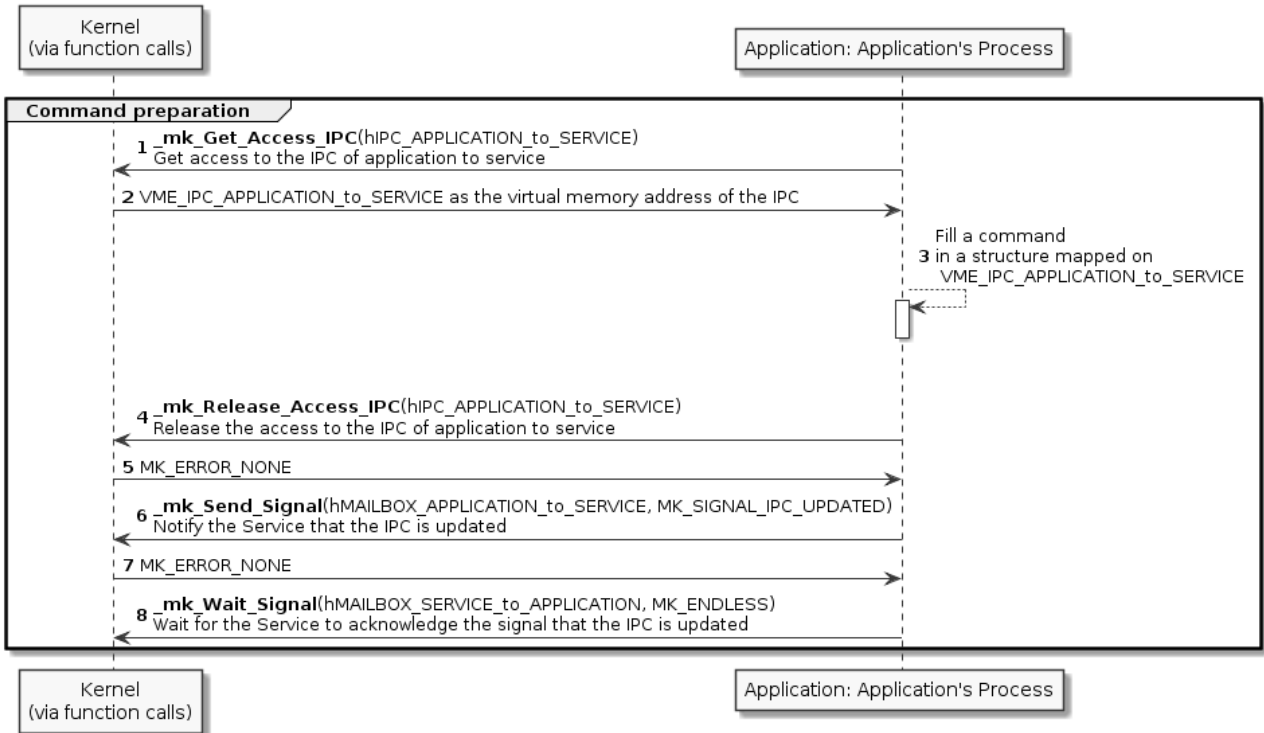 Kernel
(via function calls)
Application: Application's Process
Command preparation
1 _mk_Get_Access_IPC(hIPC_APPLICATION_to_SERVICE)
Get access to the IPC of application to service
2 VME_IPC_APPLICATION_to_SERVICE as the virtual memory address of the IPC
Fill a command
3 in a structure mapped on
VME_IPC_APPLICATION_to_SERVICE
4 _mk_Release_Access_IPC(hIPC_APPLICATION_to_SERVICE)
Release the access to the IPC of application to service
5 MK_ERROR_NONE
6 _mk_Send_Signal(hMAILBOX_APPLICATION_to_SERVICE, MK_SIGNAL_IPC_UPDATED)
Notify the Service that the IPC is updated
7 MK_ERROR_NONE
8 _mk_Wait_Signal(hMAILBOX_SERVICE_to_APPLICATION, MK_ENDLESS)
Wait for the Service to acknowledge the signal that the IPC is updated
Kernel
(via function calls)
Application: Application's Process